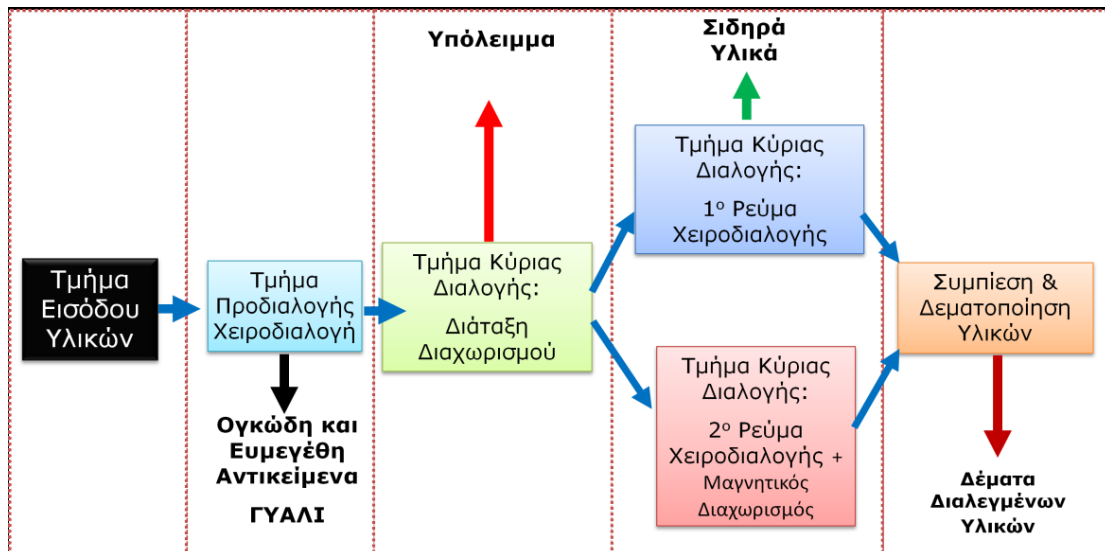 Τμήμα
Εισόδου
Υλικών
Τμήμα
Προδιαλογής
Χειροδιαλογή
Ογκώδη και
Ευμεγέθη
Αντικείμενα
ΓΥΑΛΙ
Υπόλειμμα
Τμήμα Κύριας
Διαλογής:
Διάταξη
Διαχωρισμού
Σιδηρά
Υλικά
Τμήμα Κύριας
Διαλογής:
1ο Ρεύμα
Χειροδιαλογής
Τμήμα Κύριας
Διαλογής:
2ο Ρεύμα
Χειροδιαλογής +
Μαγνητικός
Διαχωρισμός
Συμπίεση &
Δεματοποίηση
Υλικών
Δέματα
Διαλεγμένων
Υλικών